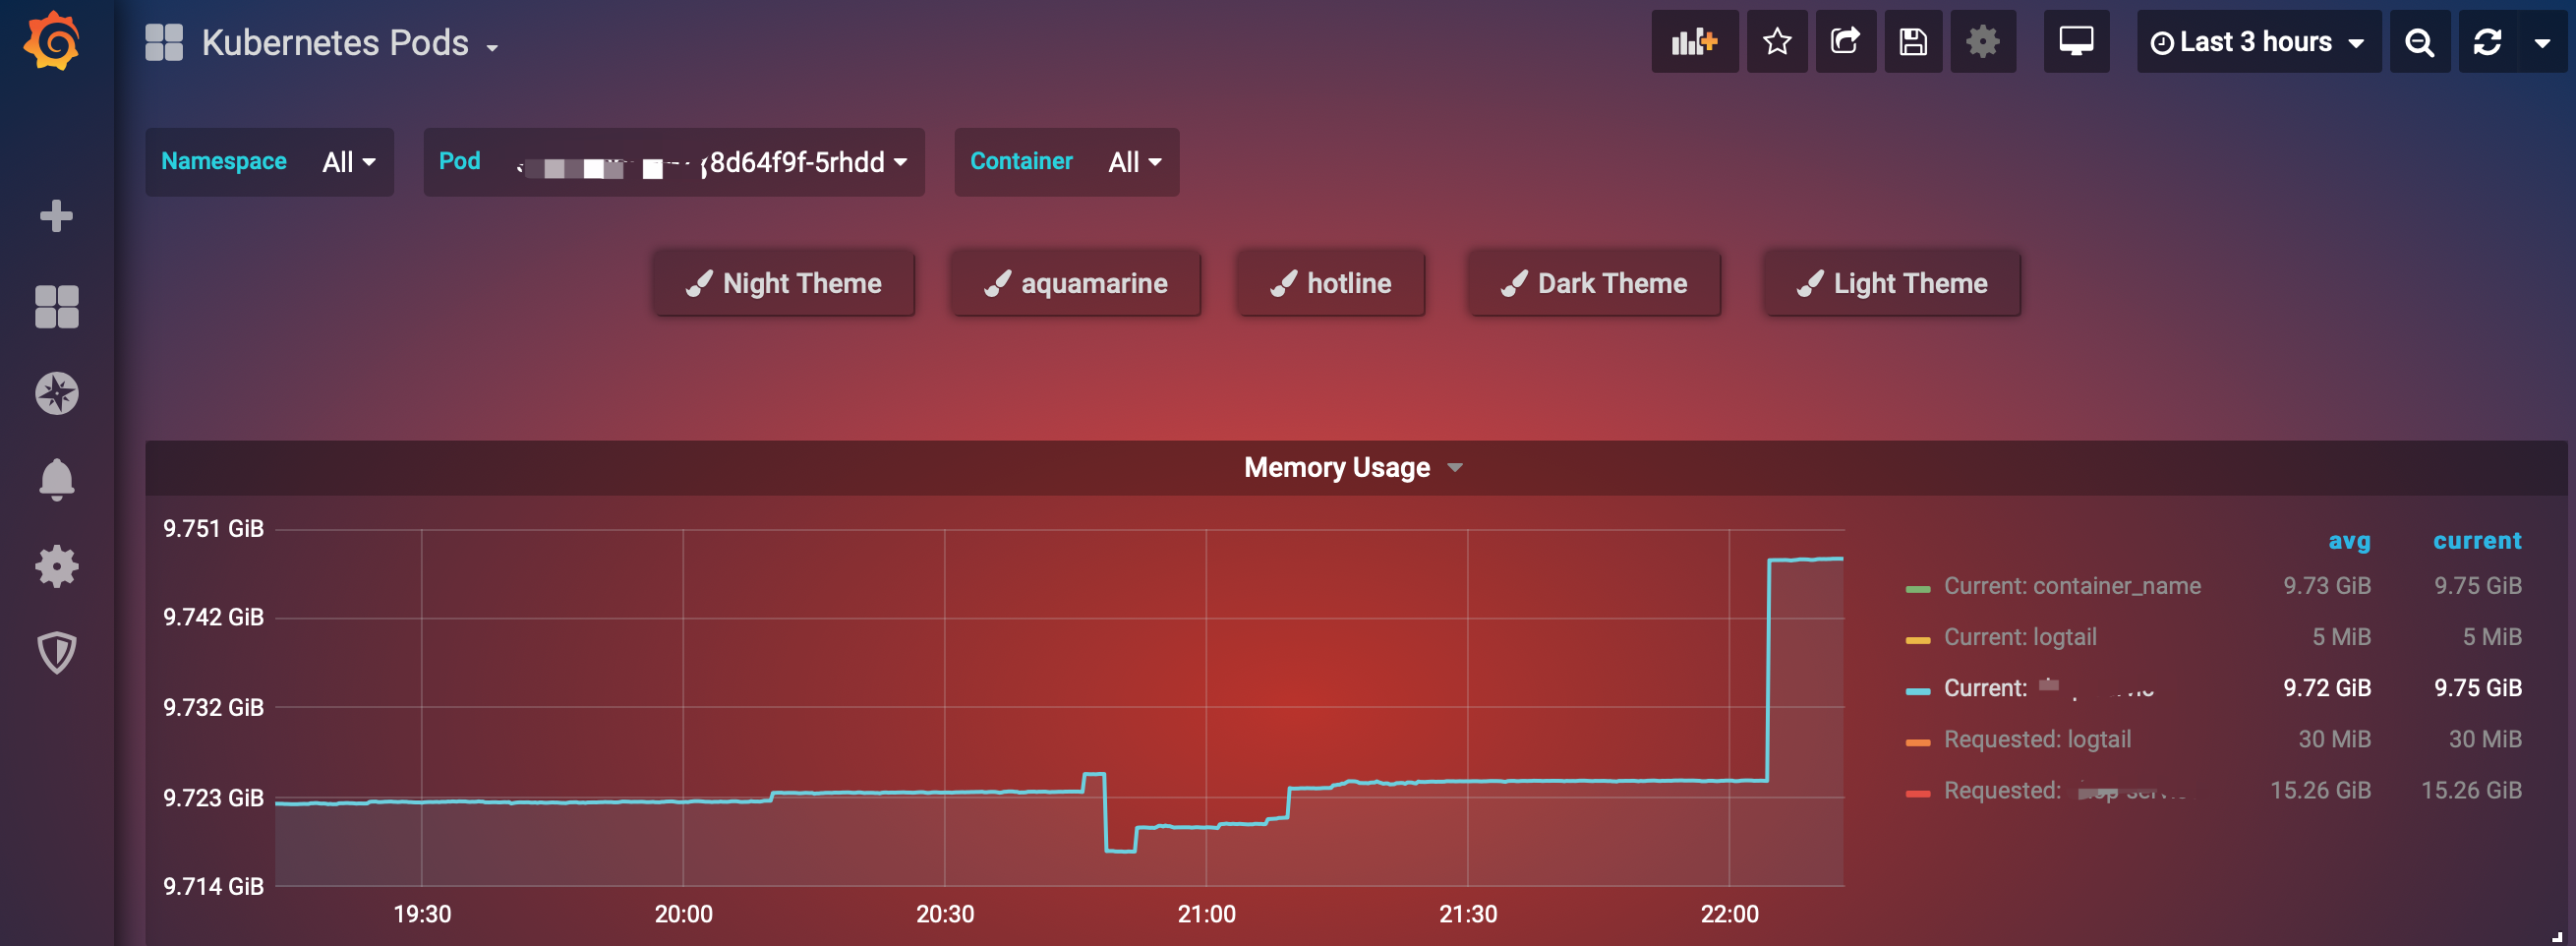 Kubernetes Pods
Last 3 hours
Namespace All
Pod 8d64f9f-5rhdd
Container All
Night Theme
aquamarine
hotline
Dark Theme
Light Theme
Memory Usage
9.751 GiB
9.742 GiB
9.732 GiB
9.723 GiB
9.714 GiB
19:30 20:00 20:30 21:00 21:30 22:00
avg current
Current: container_name 9.73 GiB 9.75 GiB
Current: logtail 5 MiB 5 MiB
Current: 9.72 GiB 9.75 GiB
Requested: logtail 30 MiB 30 MiB
Requested: 15.26 GiB 15.26 GiB